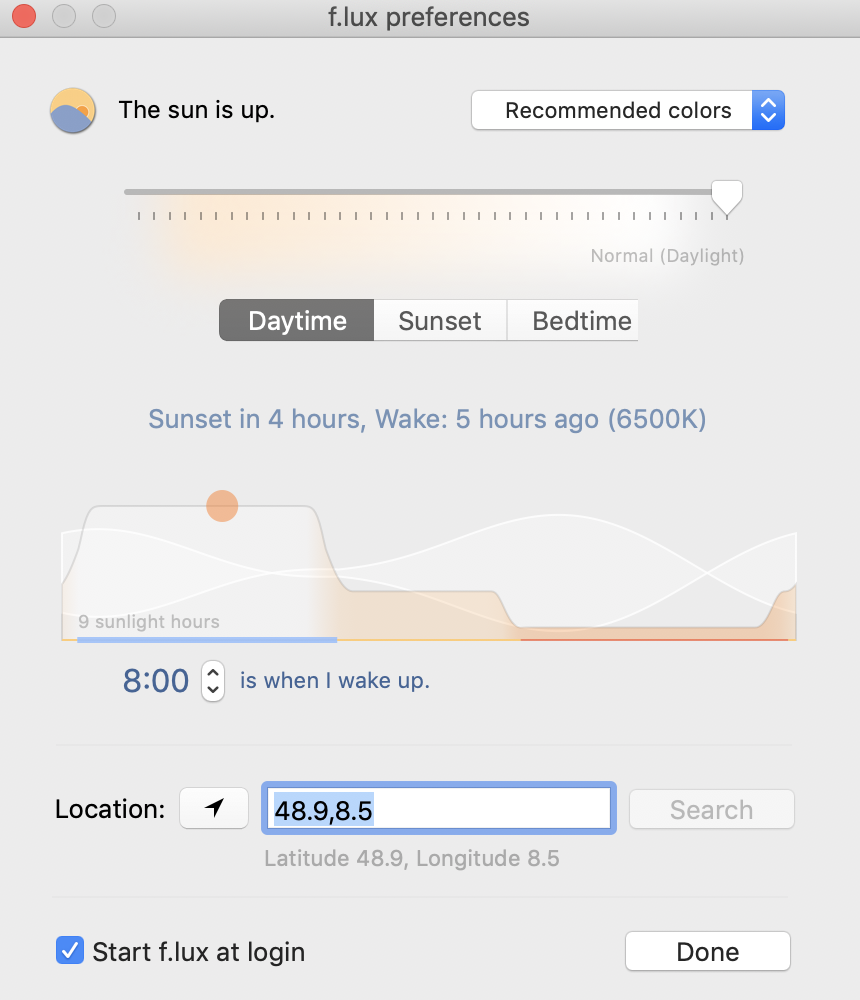 f.lux preferences
The sun is up.
Recommended colors
Normal (Daylight)
Daytime Sunset Bedtime
Sunset in 4 hours, Wake: 5 hours ago (6500K)
9 sunlight hours
8:00 is when I wake up.
Location: 48.9,8.5 Search
Latitude 48.9, Longitude 8.5
Start f.lux at login Done